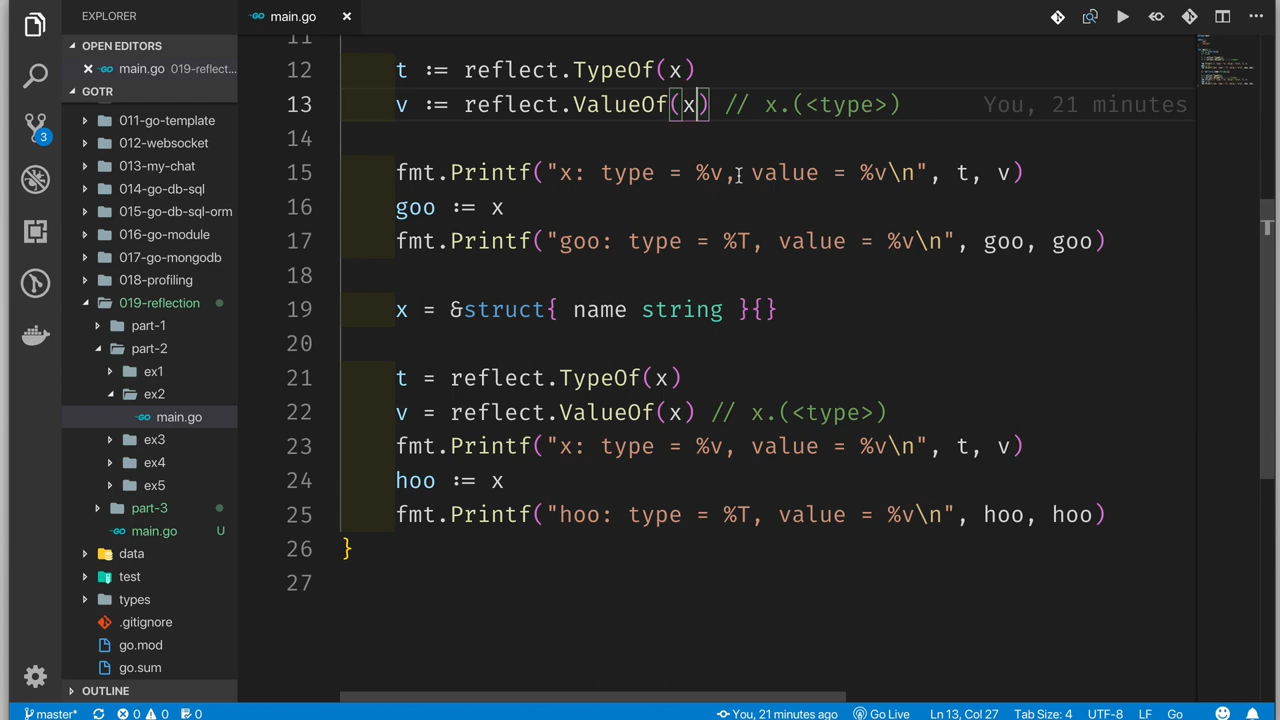 EXPLORER
OPEN EDITORS
main.go 019-reflect...
GOTR
011-go-template
012-websocket
013-my-chat
014-go-db-sql
015-go-db-sql-orm
016-go-module
017-go-mongodb
018-profiling
019-reflection
part-1
part-2
ex1
ex2
main.go
ex3
ex4
ex5
part-3
main.go U
data
test
types
.gitignore
go.mod
go.sum
OUTLINE
3
main.go
11
12 t := reflect.TypeOf(x)
13 v := reflect.ValueOf(x) // x.(<type>) You, 21 minutes
14
15 fmt.Printf("x: type = %v, value = %v\n", t, v)
16 goo := x
17 fmt.Printf("goo: type = %T, value = %v\n", goo, goo)
18
19 x = &struct{ name string }{}
20
21 t = reflect.TypeOf(x)
22 v = reflect.ValueOf(x) // x.(<type>)
23 fmt.Printf("x: type = %v, value = %v\n", t, v)
24 hoo := x
25 fmt.Printf("hoo: type = %T, value = %v\n", hoo, hoo)
26 }
27
master* 0 0 0 You, 21 minutes ago Go Live Ln 13, Col 27 Tab Size: 4 UTF-8 LF Go